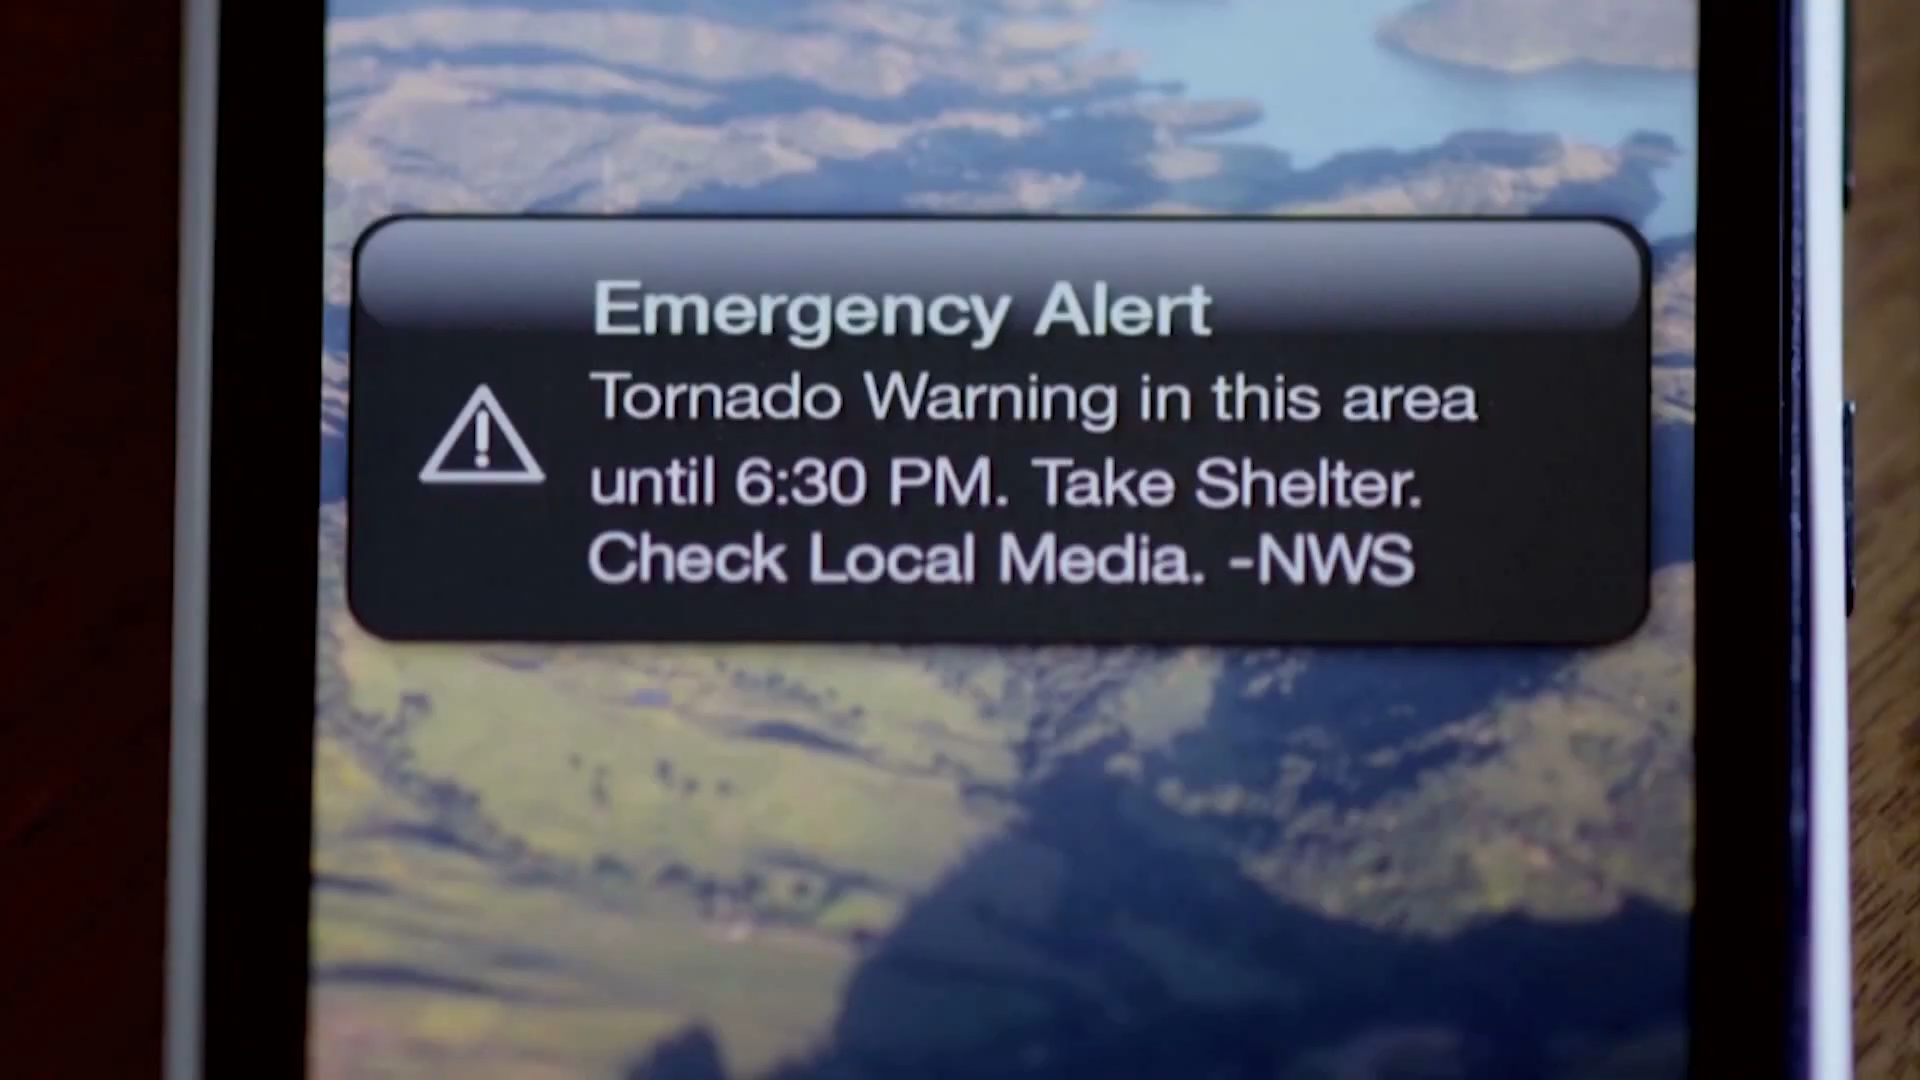 Emergency Alert
Tornado Warning in this area
until 6:30 PM. Take Shelter.
Check Local Media. -NWS